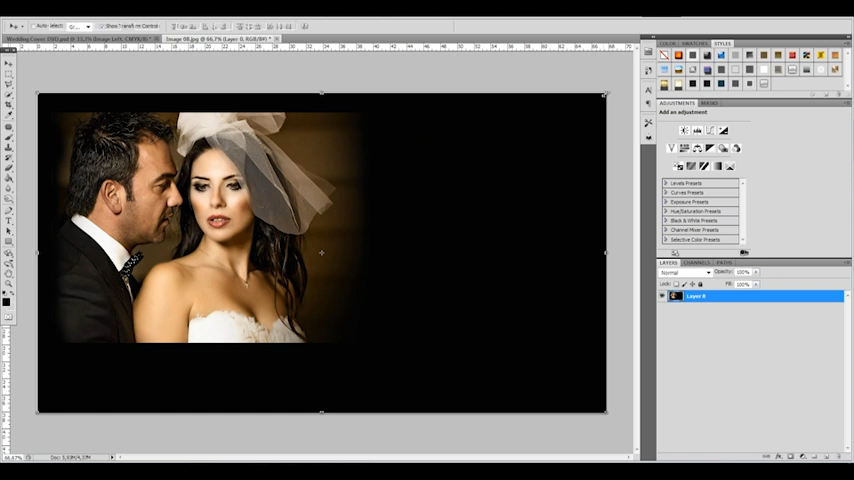 Auto-Select:
Show Transform Controls
Wedding Cover DVD.psd @ 33,3% (Image Left, CMYK/8) *
Image 08.jpg @ 66,7% (Layer 0, RGB/8#) *
COLOR SWATCHES STYLES
ADJUSTMENTS MASKS
Add an adjustment
Levels Presets
Curves Presets
Exposure Presets
Hue/Saturation Presets
Black & White Presets
Channel Mixer Presets
Selective Color Presets
LAYERS CHANNELS PATHS
Normal Opacity: 100%
Lock: Fill: 100%
Layer 0
66,67% Doc: 5,93M/4,37M